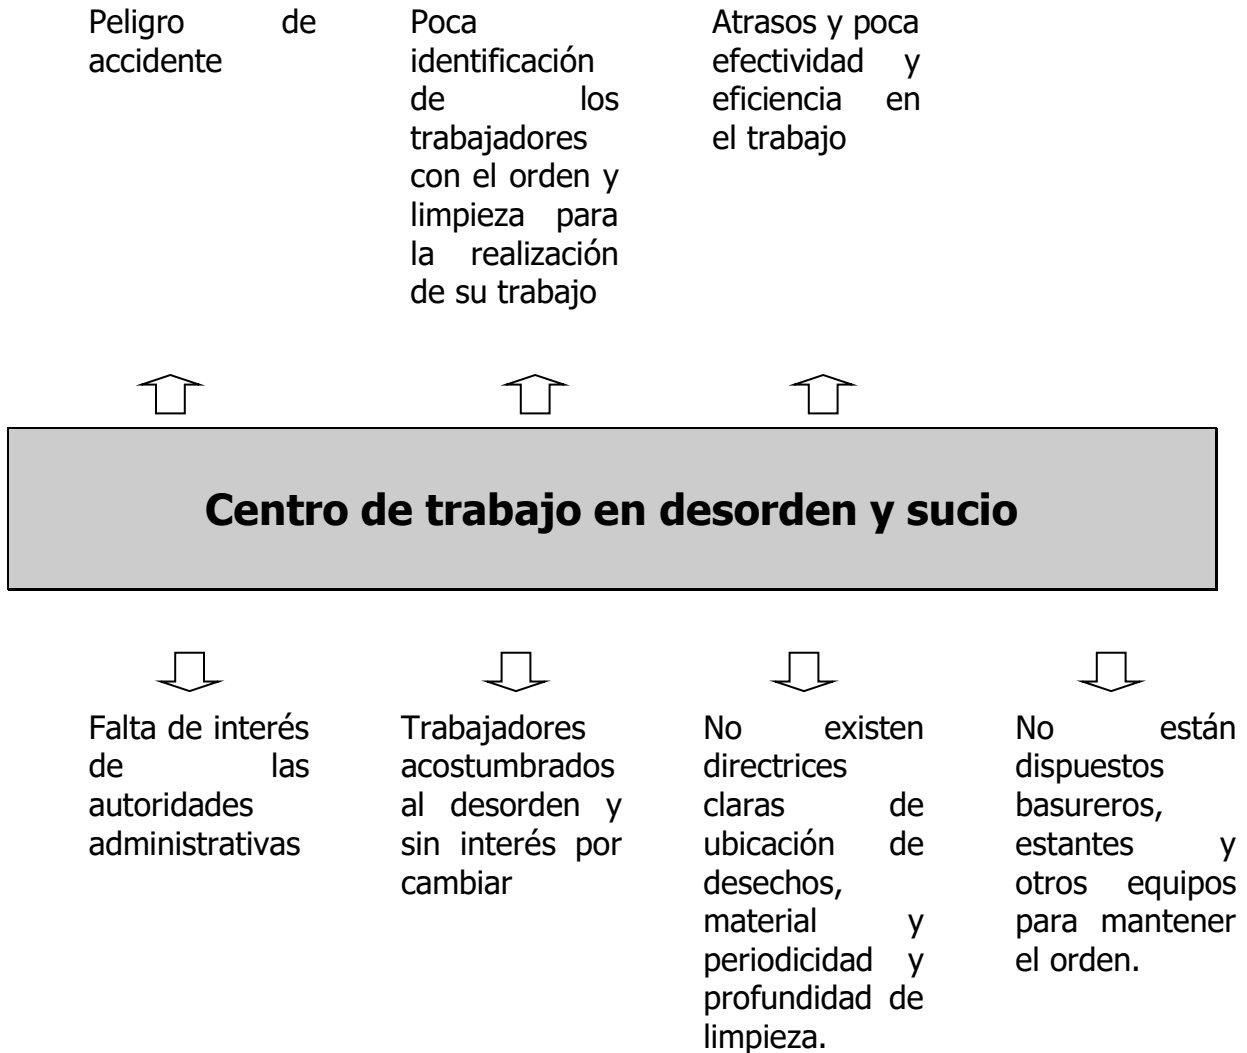 Peligro de
accidente
Poca
identificación
de los
trabajadores
con el orden y
limpieza para
la realización
de su trabajo
Atrasos y poca
efectividad y
eficiencia en
el trabajo
Centro de trabajo en desorden y sucio
Falta de interés
de las
autoridades
administrativas
Trabajadores
acostumbrados
al desorden y
sin interés por
cambiar
No existen
directrices
claras de
ubicación de
desechos,
material y
periodicidad y
profundidad de
limpieza.
No están
dispuestos
basureros,
estantes y
otros equipos
para mantener
el orden.